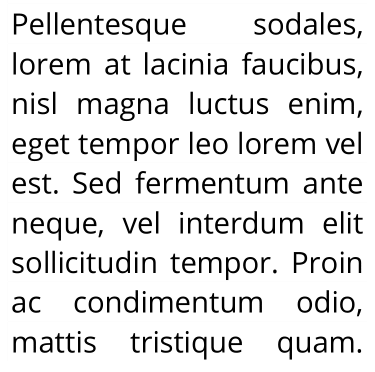 Pellentesque sodales,
lorem at lacinia faucibus,
nisl magna luctus enim,
eget tempor leo lorem vel
est. Sed fermentum ante
neque, vel interdum elit
sollicitudin tempor. Proin
ac condimentum odio,
mattis tristique quam.